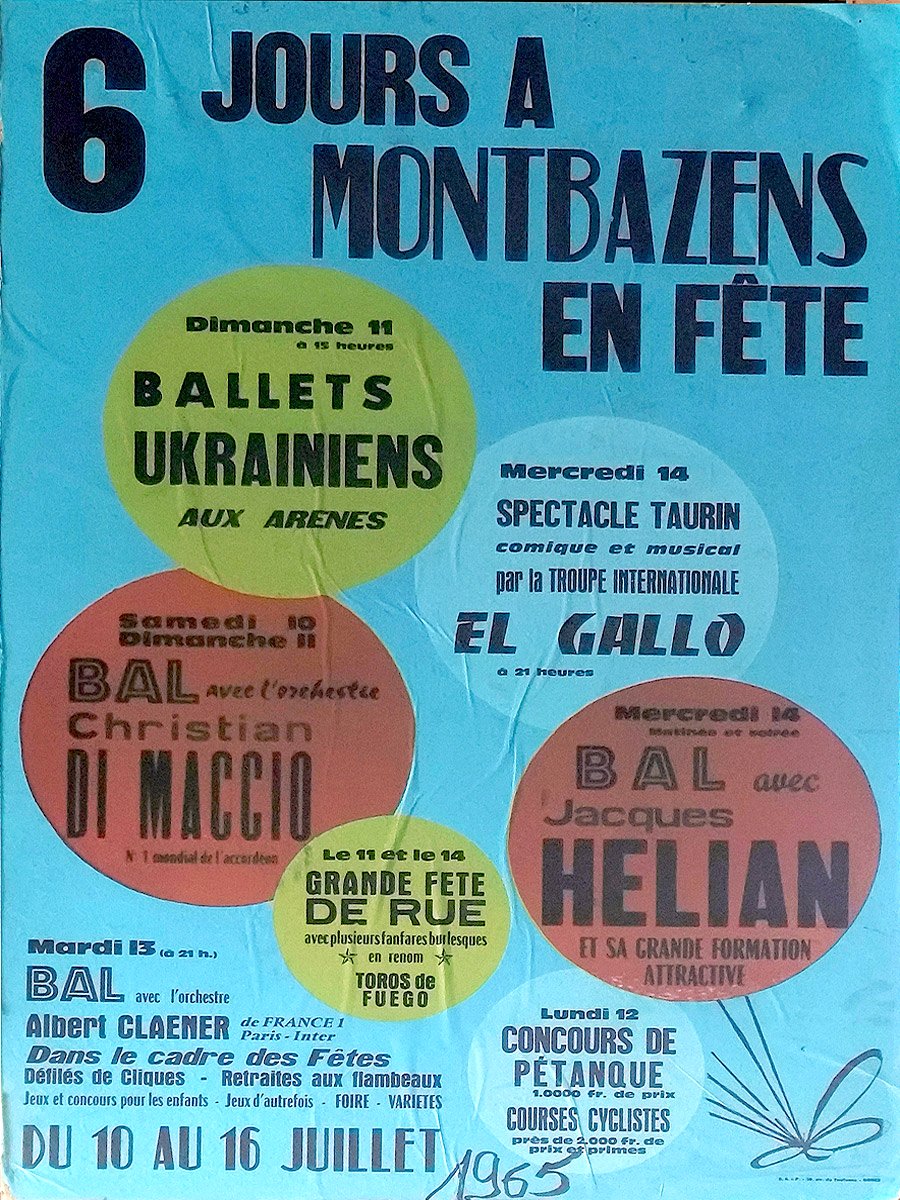 6 JOURS A
MONTBAZENS
EN FÊTE
Dimanche 11
à 15 heures
BALLETS
UKRAINIENS
AUX ARENES
Mercredi 14
SPECTACLE TAURIN
comique et musical
par la TROUPE INTERNATIONALE
EL GALLO
à 21 heures
Samedi 10
Dimanche 11
BAL avec l'orchestre
Christian
DI MACCIO
N° 1 mondial de l'accordéon
Mercredi 14
Matinée et soirée
BAL avec
Jacques
HELIAN
ET SA GRANDE FORMATION
ATTRACTIVE
Le 11 et le 14
GRANDE FETE
DE RUE
avec plusieurs fanfares burlesques
en renom
TOROS de
FUEGO
Mardi 13 (à 21 h.)
BAL avec l'orchestre
Albert CLAENER de FRANCE I
Paris-Inter
Dans le cadre des Fêtes
Défilés de Cliques - Retraites aux flambeaux
Jeux et concours pour les enfants - Jeux d'autrefois - FOIRE - VARIETES
Lundi 12
CONCOURS DE
PÉTANQUE
1.0000 fr. de prix
COURSES CYCLISTES
près de 2.000 fr. de
prix et primes
DU 10 AU 16 JUILLET
1965